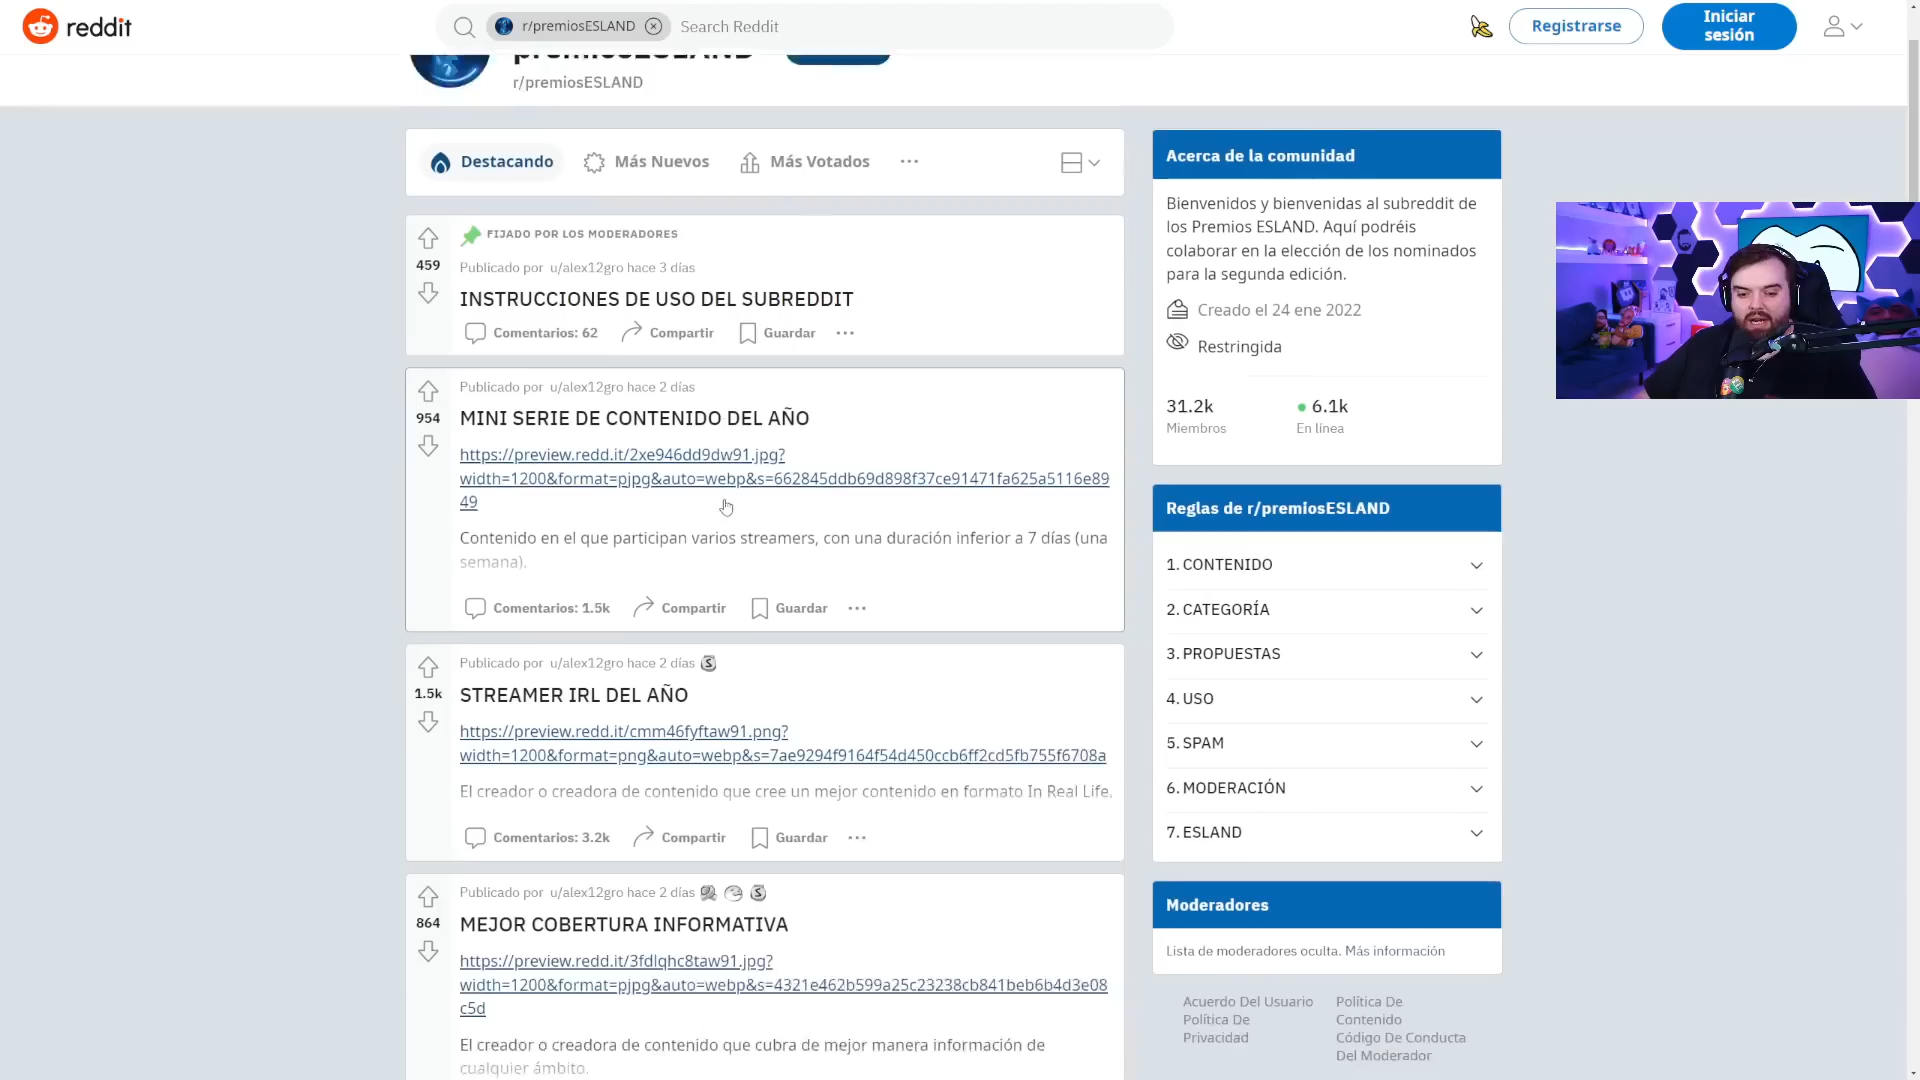 reddit
r/premiosESLAND
Search Reddit
Registrarse
Iniciar
sesión
premiosESLAND
r/premiosESLAND
Destacando
Más Nuevos
Más Votados
FIJADO POR LOS MODERADORES
459
Publicado por u/alex12gro hace 3 días
INSTRUCCIONES DE USO DEL SUBREDDIT
Comentarios: 62
Compartir
Guardar
Publicado por u/alex12gro hace 2 días
954
MINI SERIE DE CONTENIDO DEL AÑO
https://preview.redd.it/2xe946dd9dw91.jpg?
width=1200&format=pjpg&auto=webp&s=662845ddb69d898f37ce91471fa625a5116e89
49
Contenido en el que participan varios streamers, con una duración inferior a 7 días (una
semana).
Comentarios: 1.5k
Compartir
Guardar
Publicado por u/alex12gro hace 2 días
1.5k
STREAMER IRL DEL AÑO
https://preview.redd.it/cmm46fyftaw91.png?
width=1200&format=png&auto=webp&s=7ae9294f9164f54d450ccb6ff2cd5fb755f6708a
El creador o creadora de contenido que cree un mejor contenido en formato In Real Life.
Comentarios: 3.2k
Compartir
Guardar
Publicado por u/alex12gro hace 2 días
864
MEJOR COBERTURA INFORMATIVA
https://preview.redd.it/3fdlqhc8taw91.jpg?
width=1200&format=pjpg&auto=webp&s=4321e462b599a25c23238cb841beb6b4d3e08
c5d
El creador o creadora de contenido que cubra de mejor manera información de
cualquier ámbito.
Acerca de la comunidad
Bienvenidos y bienvenidas al subreddit de
los Premios ESLAND. Aquí podréis
colaborar en la elección de los nominados
para la segunda edición.
Creado el 24 ene 2022
Restringida
31.2k
Miembros
6.1k
En línea
Reglas de r/premiosESLAND
1. CONTENIDO
2. CATEGORÍA
3. PROPUESTAS
4. USO
5. SPAM
6. MODERACIÓN
7. ESLAND
Moderadores
Lista de moderadores oculta. Más información
Acuerdo Del Usuario
Política De
Privacidad
Política De
Contenido
Código De Conducta
Del Moderador